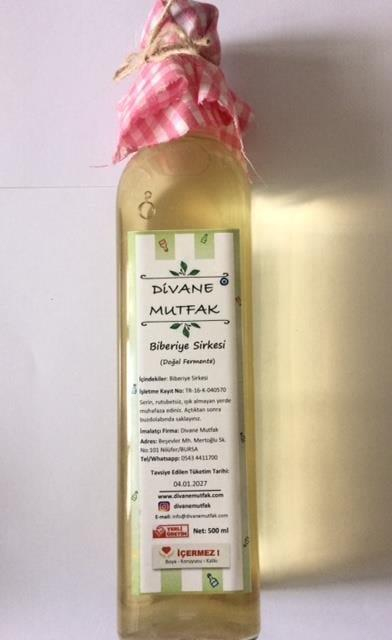 DİVANE
MUTFAK
Biberiye Sirkesi
(Doğal Fermente)
İçindekiler: Biberiye Sirkesi
İşletme Kayıt No: TR-16-K-040570
Serin, rutubetsiz, ışık almayan yerde
muhafaza ediniz. Açıktan sonra
buzdolabında saklayınız.
İmalatçı Firma: Divane Mutfak
Adres: Beşevler Mh. Mertoğlu Sk.
No:101 Nilüfer/BURSA
Tel/Whatsapp: 0543 4411700
Tavsiye Edilen Tüketim Tarihi:
04.01.2027
www.divanemutfak.com
divanemutfak
E-mail: info@divanemutfak.com
YERLİ
ÜRETİM
Net: 500 ml
İÇERMEZ !
Boya - Koruyucu - Katkı